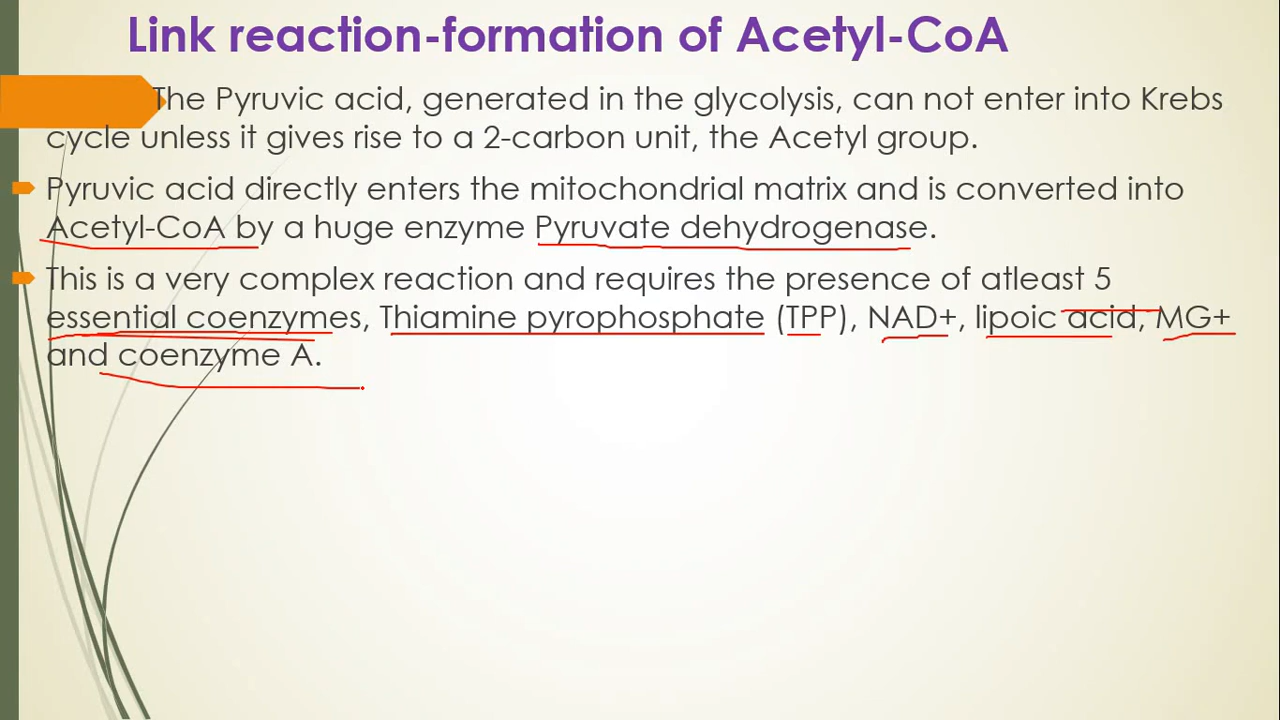 Link reaction-formation of Acetyl-CoA
The Pyruvic acid, generated in the glycolysis, can not enter into Krebs
cycle unless it gives rise to a 2-carbon unit, the Acetyl group.
Pyruvic acid directly enters the mitochondrial matrix and is converted into
Acetyl-CoA by a huge enzyme Pyruvate dehydrogenase.
This is a very complex reaction and requires the presence of atleast 5
essential coenzymes, Thiamine pyrophosphate (TPP), NAD+, lipoic acid, MG+
and coenzyme A.